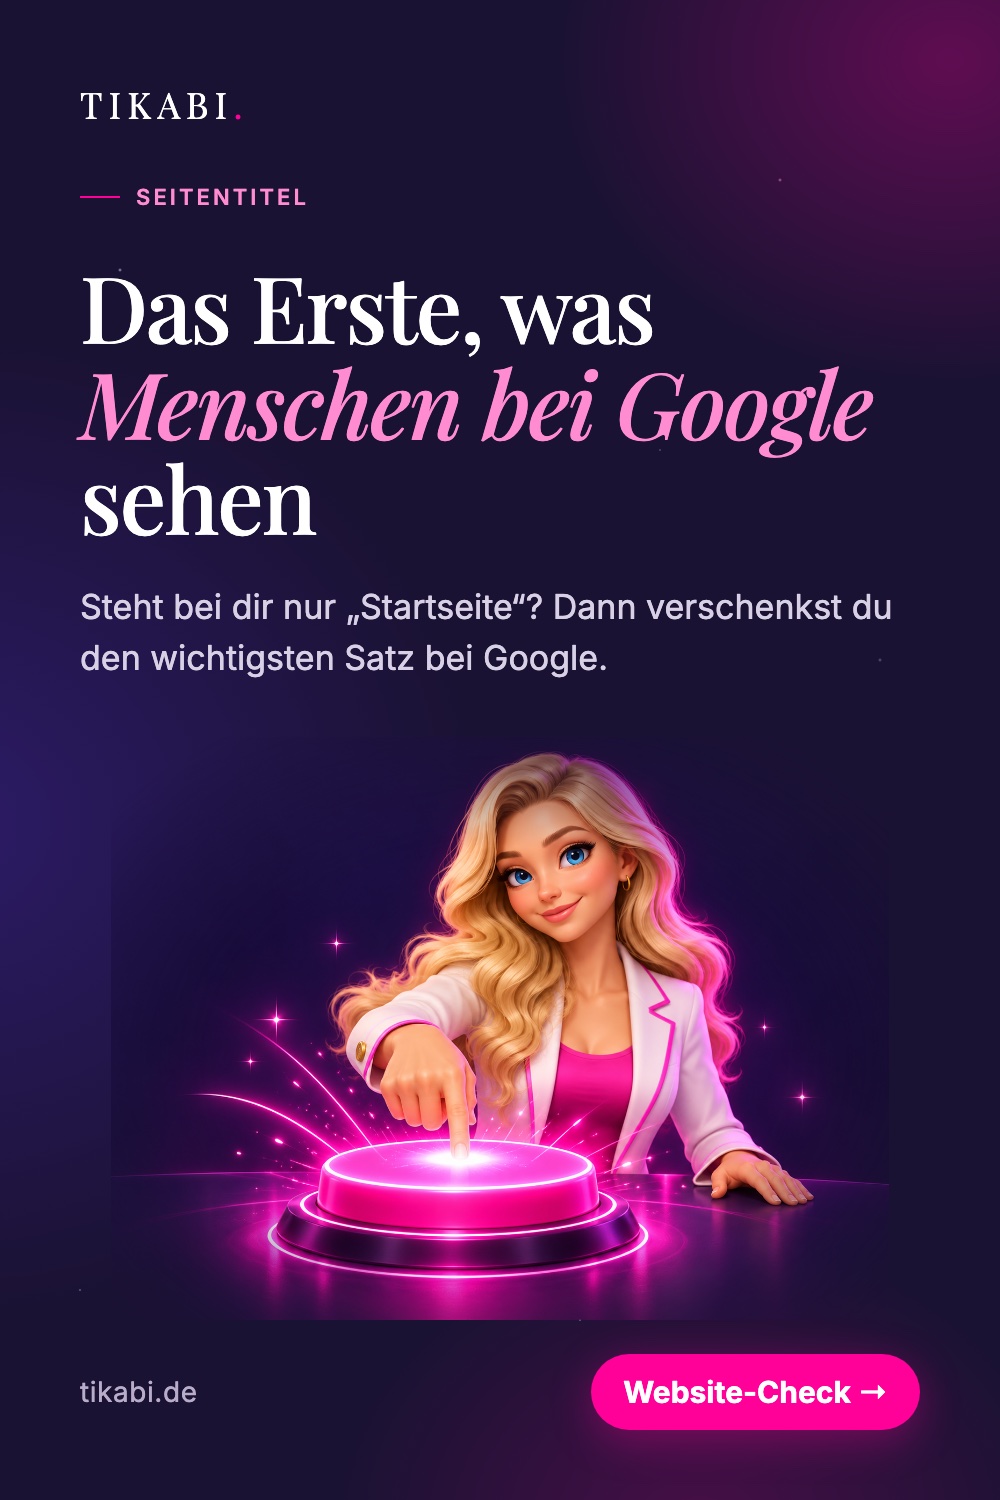 TIKABI.
SEITENTITEL
Das Erste, was
Menschen bei Google
sehen
Steht bei dir nur „Startseite“? Dann verschenkst du
den wichtigsten Satz bei Google.
tikabi.de
Website-Check →